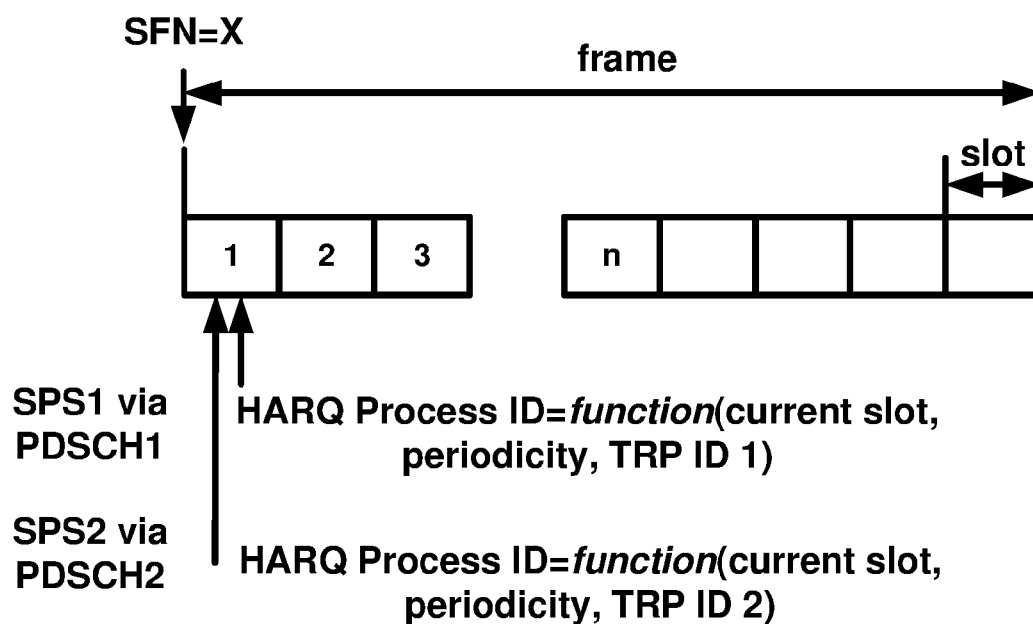 SFN=X
frame
slot
1
2
3
n
SPS1 via
PDSCH1
HARQ Process ID=function(current slot,
periodicity, TRP ID 1)
SPS2 via
PDSCH2
HARQ Process ID=function(current slot,
periodicity, TRP ID 2)